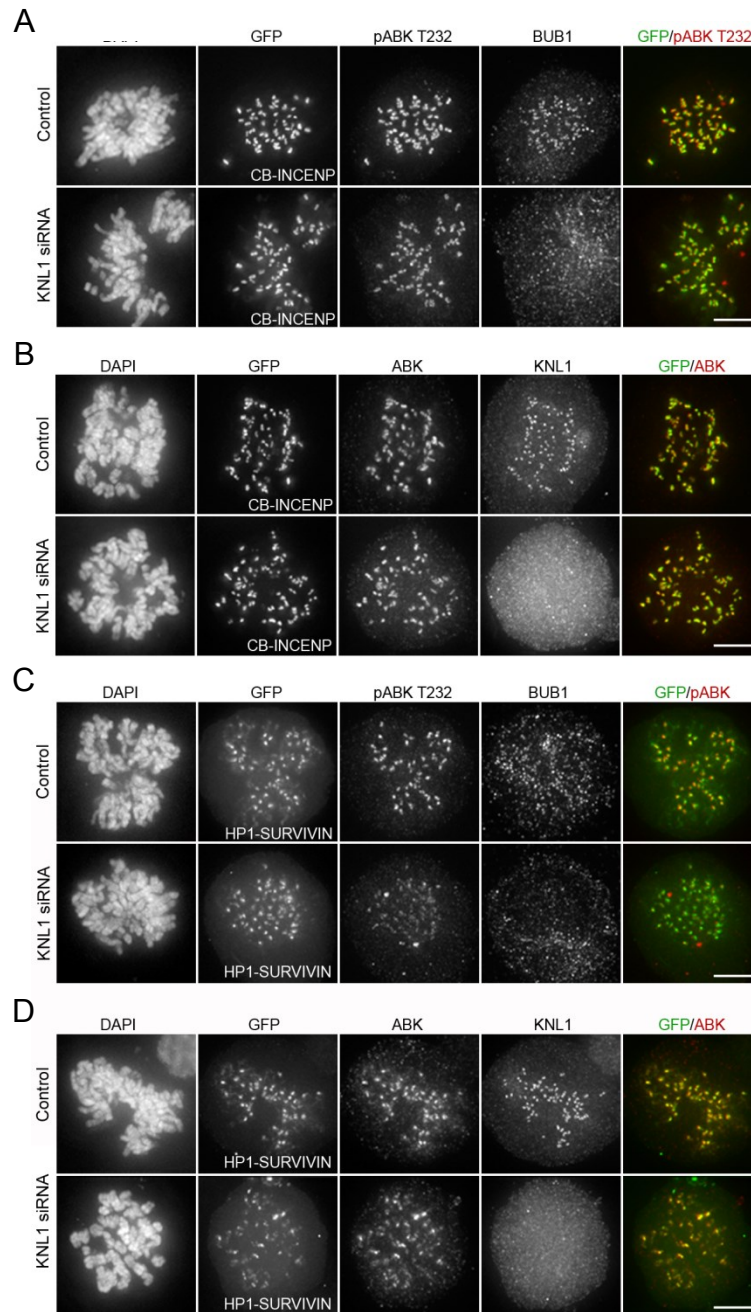 A
GFP pABK T232 BUB1 GFP/pABK T232
Control
CB-INCENP
KNL1 siRNA
CB-INCENP
B
DAPI GFP ABK KNL1 GFP/ABK
Control
CB-INCENP
KNL1 siRNA
CB-INCENP
C
DAPI GFP pABK T232 BUB1 GFP/pABK
Control
HP1-SURVIVIN
KNL1 siRNA
HP1-SURVIVIN
D
DAPI GFP ABK KNL1 GFP/ABK
Control
HP1-SURVIVIN
KNL1 siRNA
HP1-SURVIVIN